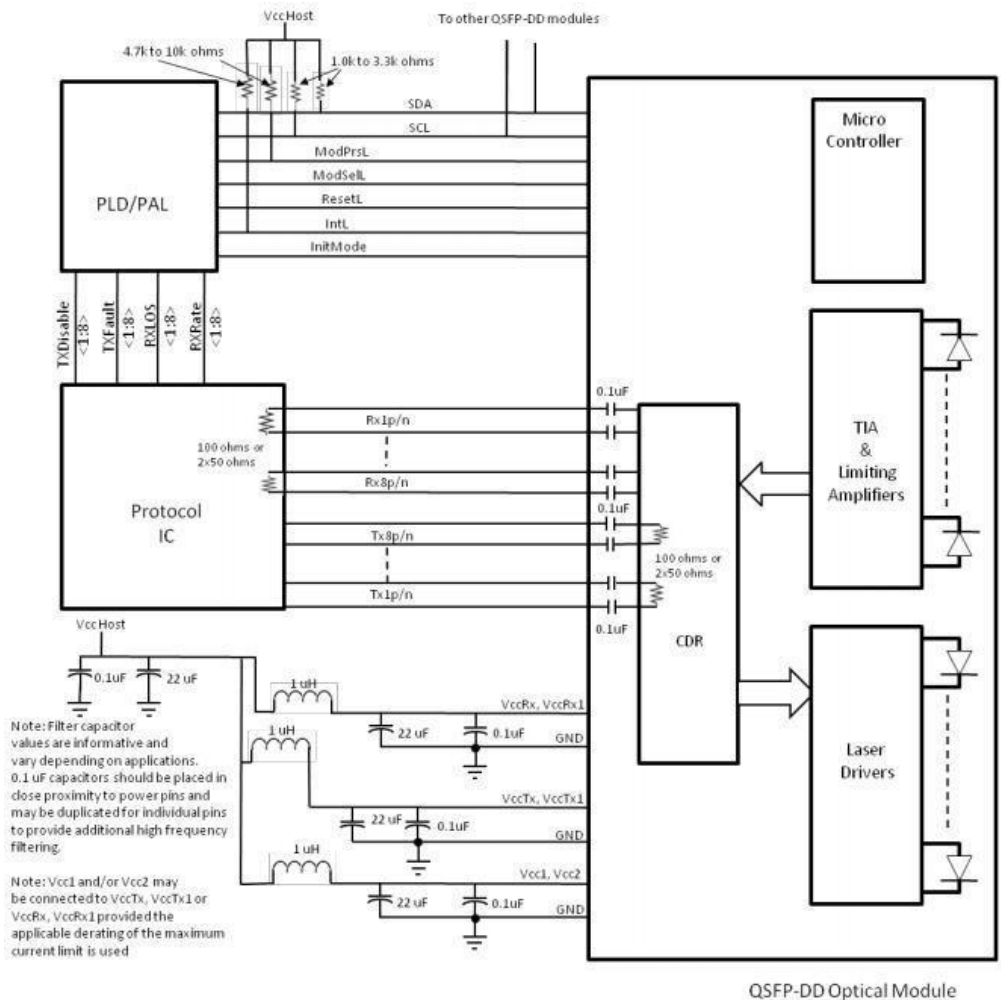 Vcc Host
To other QSFP-DD modules
4.7k to 10k ohms
1.0k to 3.3k ohms
SDA
SCL
ModPrsL
ModSelL
ResetL
IntL
InitMode
PLD/PAL
Micro
Controller
TXDisable
<1:8>
TXFault
<1:8>
RXLOS
<1:8>
RXRate
<1:8>
0.1uF
Rx1p/n
100 ohms or
2x50 ohms
Rx8p/n
Protocol
IC
0.1uF
Tx8p/n
100 ohms or
2x50 ohms
Tx1p/n
0.1uF
CDR
TIA
&
Limiting
Amplifiers
Laser
Drivers
Vcc Host
0.1uF
22 uF
1 uH
VccRx, VccRx1
22 uF
0.1uF
GND
1 uH
VccTx, VccTx1
22 uF
0.1uF
GND
1 uH
Vcc1, Vcc2
22 uF
0.1uF
GND
Note: Filter capacitor
values are informative and
vary depending on applications.
0.1 uF capacitors should be placed in
close proximity to power pins and
may be duplicated for individual pins
to provide additional high frequency
filtering.
Note: Vcc1 and/or Vcc2 may
be connected to VccTx, VccTx1 or
VccRx, VccRx1 provided the
applicable derating of the maximum
current limit is used
QSFP-DD Optical Module